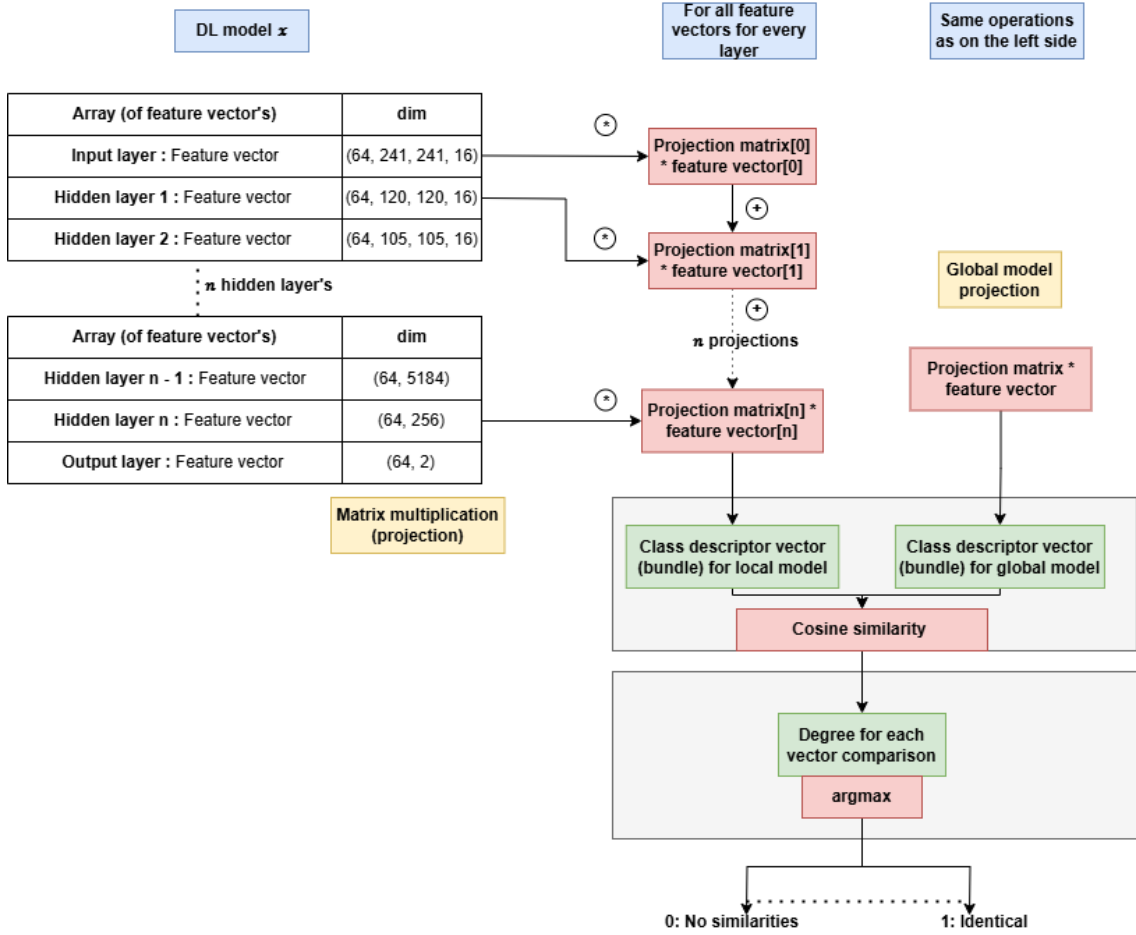 DL model x
For all feature
vectors for every
layer
Same operations
as on the left side
Array (of feature vector's) dim
Input layer : Feature vector (64, 241, 241, 16)
Hidden layer 1 : Feature vector (64, 120, 120, 16)
Hidden layer 2 : Feature vector (64, 105, 105, 16)
n hidden layer's
Array (of feature vector's) dim
Hidden layer n - 1 : Feature vector (64, 5184)
Hidden layer n : Feature vector (64, 256)
Output layer : Feature vector (64, 2)
Matrix multiplication
(projection)
*
Projection matrix[0]
* feature vector[0]
+
*
Projection matrix[1]
* feature vector[1]
+
n projections
*
Projection matrix[n] *
feature vector[n]
Global model
projection
Projection matrix *
feature vector
Class descriptor vector
(bundle) for local model
Class descriptor vector
(bundle) for global model
Cosine similarity
Degree for each
vector comparison
argmax
0: No similarities
1: Identical